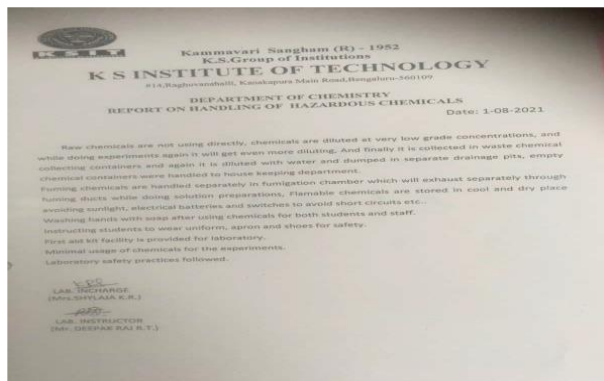 KSIT
Kammavari Sangham (R) - 1952
K.S.Group of Institutions
K S INSTITUTE OF TECHNOLOGY
#14,Raghuvanahalli, Kanakapura Main Road,Bengaluru-560109
DEPARTMENT OF CHEMISTRY
REPORT ON HANDLING OF HAZARDOUS CHEMICALS
Date: 1-08-2021
Raw chemicals are not using directly, chemicals are diluted at very low grade concentrations, and
while doing experiments again it will get even more diluting. And finally it is collected in waste chemical
collecting containers and again it is diluted with water and dumped in separate drainage pits, empty
chemical containers were handled to house keeping department.
Fuming chemicals are handled separately in fumigation chamber which will exhaust separately through
fuming ducts while doing solution preparations, Flamable chemicals are stored in cool and dry place
avoiding sunlight, electrical batteries and switches to avoid short circuits etc..
Washing hands with soap after using chemicals for both students and staff.
Instructing students to wear uniform, apron and shoes for safety.
First aid kit facility is provided for laboratory.
Minimal usage of chemicals for the experiments.
Laboratory safety practices followed.
LAB. INCHARGE
(Mrs.SHYLAJA K.R.)
LAB. INSTRUCTOR
(Mr. DEEPAK RAJ R.T.)